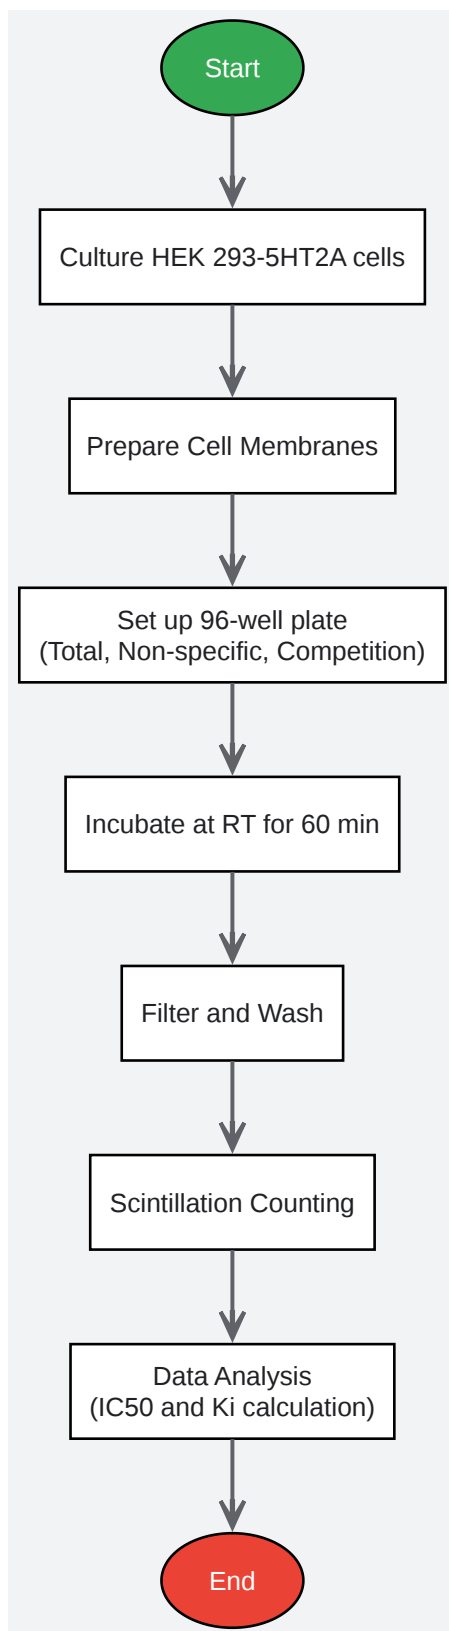 Start
Culture HEK 293-5HT2A cells
Prepare Cell Membranes
Set up 96-well plate
(Total, Non-specific, Competition)
Incubate at RT for 60 min
Filter and Wash
Scintillation Counting
Data Analysis
(IC50 and Ki calculation)
End